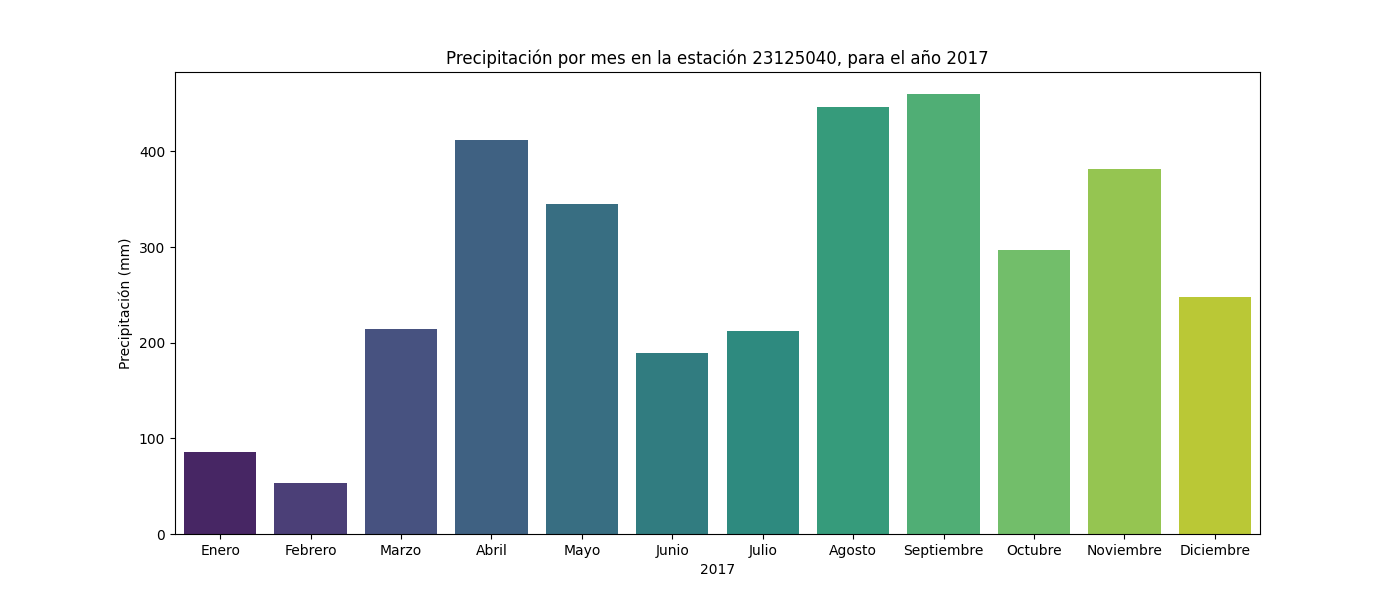 Precipitación por mes en la estación 23125040, para el año 2017
Precipitación (mm)
400
300
200
100
0
Enero Febrero Marzo Abril Mayo Junio Julio Agosto Septiembre Octubre Noviembre Diciembre
2017